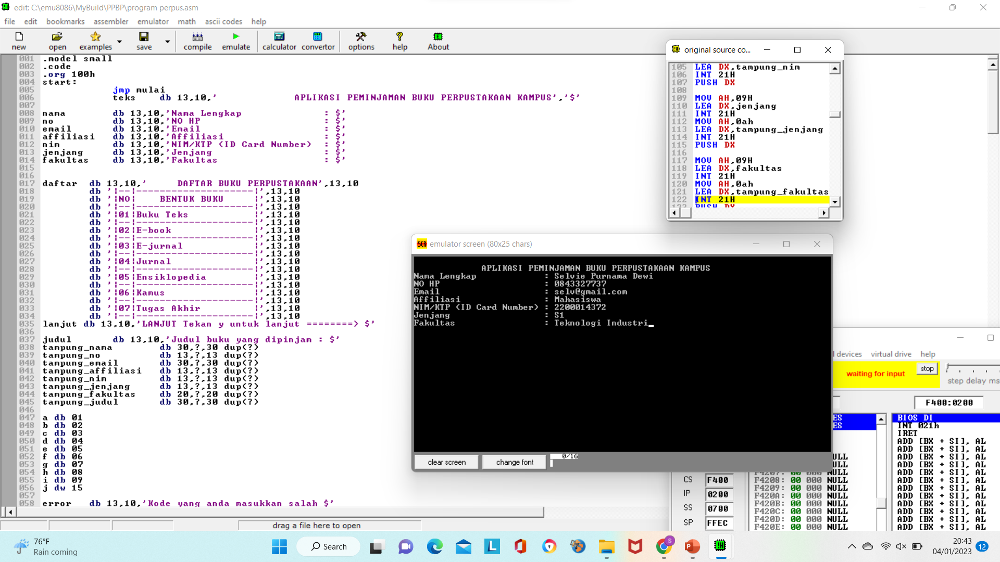 edit: C:\emu8086\MyBuild\PPBP\program perpus.asm
file edit bookmarks assembler emulator math ascii codes help
new open examples save compile emulate calculator convertor options help About
001 .model small
002 .code
003 .org 100h
004 start:
005 jmp mulai
006 teks db 13,10,' APLIKASI PEMINJAMAN BUKU PERPUSTAKAAN KAMPUS','$'
007
008 nama db 13,10,'Nama Lengkap : $'
009 no db 13,10,'NO HP : $'
010 email db 13,10,'Email : $'
011 affiliasi db 13,10,'Affiliasi : $'
012 nim db 13,10,'NIM/KTP (ID Card Number) : $'
013 jenjang db 13,10,'Jenjang : $'
014 fakultas db 13,10,'Fakultas : $'
015
016
017 daftar db 13,10,' DAFTAR BUKU PERPUSTAKAAN',13,10
018 db '|--|--------------------|',13,10
019 db '|NO| BENTUK BUKU |',13,10
020 db '|--|--------------------|',13,10
021 db '|01|Buku Teks |',13,10
022 db '|--|--------------------|',13,10
023 db '|02|E-book |',13,10
024 db '|--|--------------------|',13,10
025 db '|03|E-jurnal |',13,10
026 db '|--|--------------------|',13,10
027 db '|04|Jurnal |',13,10
028 db '|--|--------------------|',13,10
029 db '|05|Ensiklopedia |',13,10
030 db '|--|--------------------|',13,10
031 db '|06|Kamus |',13,10
032 db '|--|--------------------|',13,10
033 db '|07|Tugas Akhir |',13,10
034 db '|--|--------------------|',13,10
035 lanjut db 13,10,'LANJUT Tekan y untuk lanjut ========> $'
036
037 judul db 13,10,'Judul buku yang dipinjam : $'
038 tampung_nama db 30,?,30 dup(?)
039 tampung_no db 13,?,13 dup(?)
040 tampung_email db 30,?,30 dup(?)
041 tampung_affiliasi db 13,?,13 dup(?)
042 tampung_nim db 13,?,13 dup(?)
043 tampung_jenjang db 13,?,13 dup(?)
044 tampung_fakultas db 20,?,20 dup(?)
045 tampung_judul db 30,?,30 dup(?)
046
047 a db 01
048 b db 02
049 c db 03
050 d db 04
051 e db 05
052 f db 06
053 g db 07
054 h db 08
055 i db 09
056 j dw 15
057
058 error db 13,10,'Kode yang anda masukkan salah $'
drag a file here to open
original source co...
105 LEA DX,tampung_nim
106 INT 21H
107 PUSH DX
108
109 MOV AH,09H
110 LEA DX,jenjang
111 INT 21H
112 MOV AH,0ah
113 LEA DX,tampung_jenjang
114 INT 21H
115 PUSH DX
116
117 MOV AH,09H
118 LEA DX,fakultas
119 INT 21H
120 MOV AH,0ah
121 LEA DX,tampung_fakultas
122 INT 21H
123 PUSH DX
SCR emulator screen (80x25 chars)
APLIKASI PEMINJAMAN BUKU PERPUSTAKAAN KAMPUS
Nama Lengkap : Selvie Purnama Dewi
NO HP : 0843327737
Email : selv@gmail.com
Affiliasi : Mahasiswa
NIM/KTP (ID Card Number) : 2200014372
Jenjang : S1
Fakultas : Teknologi Industri_
clear screen change font 0/16
devices virtual drive help
waiting for input stop
step delay ms
F400:0200
ES
ES
BIOS DI
INT 021h
IRET
ADD [BX + SI], AL
ADD [BX + SI], AL
ULL ADD [BX + SI], AL
ULL ADD [BX + SI], AL
F4207: 00 000 NULL ADD [BX + SI], AL
CS F400 F4208: 00 000 NULL ADD [BX + SI], AL
F4209: 00 000 NULL ADD [BX + SI], AL
IP 0200 F420A: 00 000 NULL ADD [BX + SI], AL
F420B: 00 000 NULL ADD [BX + SI], AL
SS 0700 F420C: 00 000 NULL ADD [BX + SI], AL
F420D: 00 000 NULL ADD [BX + SI], AL
SP FFEC F420E: 00 000 NULL ADD [BX + SI], AL
76°F
Rain coming
Search
20:43
04/01/2023
12